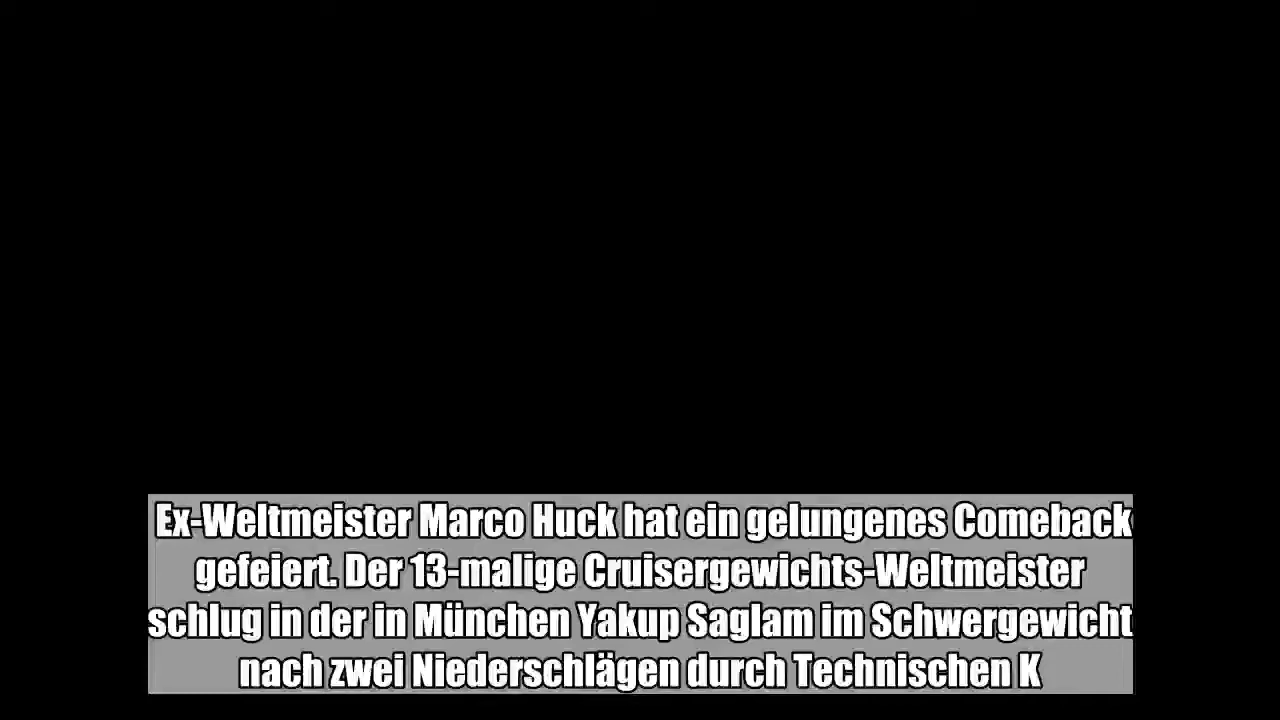 Ex-Weltmeister Marco Huck hat ein gelungenes Comeback
gefeiert. Der 13-malige Cruisergewichts-Weltmeister
schlug in der in München Yakup Saglam im Schwergewicht
nach zwei Niederschlägen durch Technischen K